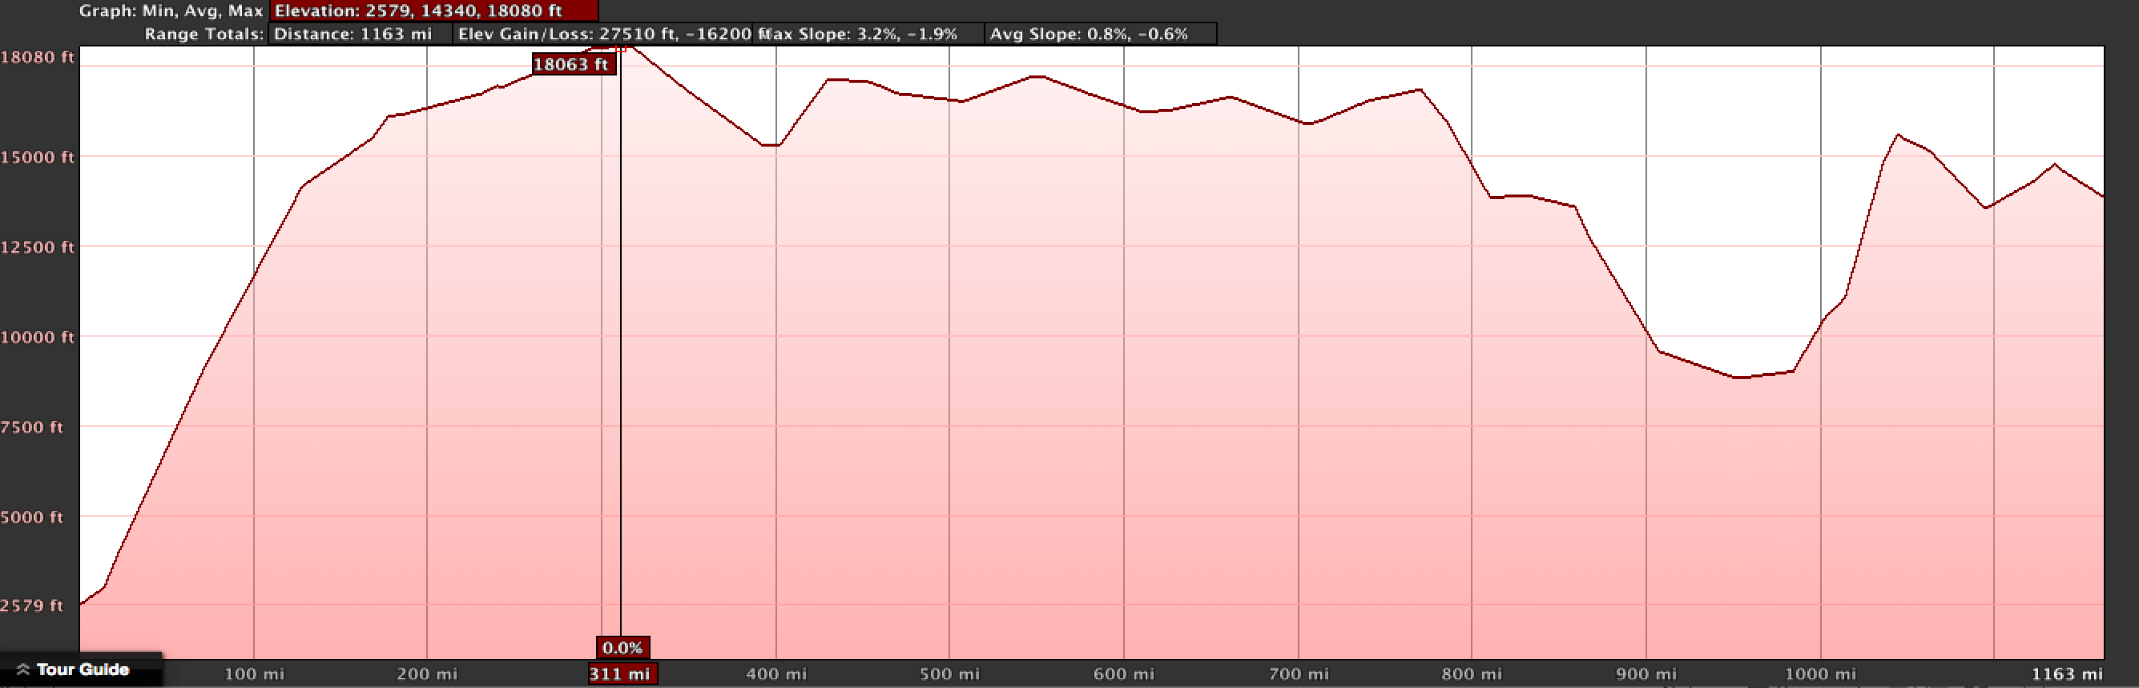 Graph: Min, Avg, Max Elevation: 2579, 14340, 18080 ft
Range Totals: Distance: 1163 mi Elev Gain/Loss: 27510 ft, -16200 ft Max Slope: 3.2%, -1.9% Avg Slope: 0.8%, -0.6%
18080 ft
18063 ft
15000 ft
12500 ft
10000 ft
7500 ft
5000 ft
2579 ft
0.0%
Tour Guide
100 mi 200 mi 311 mi 400 mi 500 mi 600 mi 700 mi 800 mi 900 mi 1000 mi 1163 mi